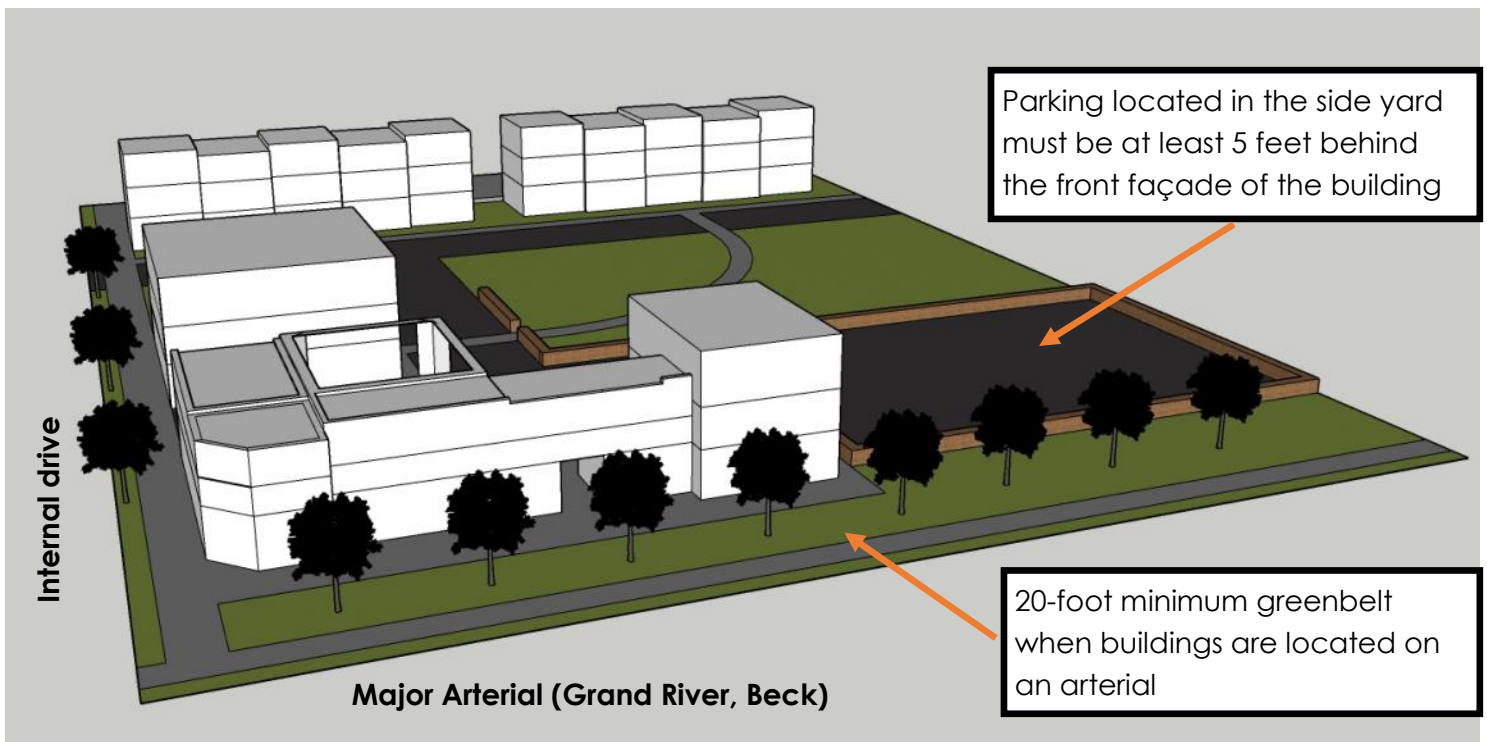 Parking located in the side yard
must be at least 5 feet behind
the front façade of the building
Internal drive
20-foot minimum greenbelt
when buildings are located on
an arterial
Major Arterial (Grand River, Beck)